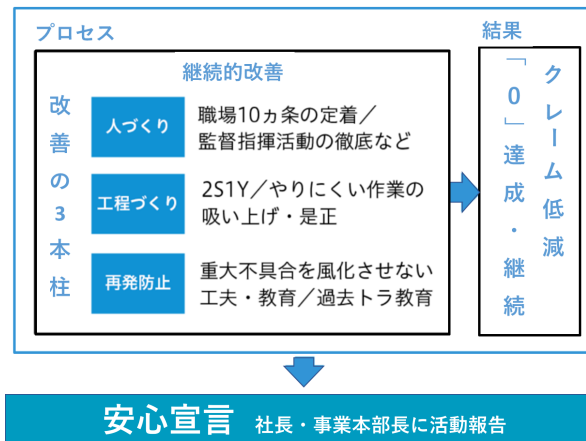 プロセス
結果
継続的改善
改善の3本柱
人づくり
職場10ヵ条の定着／
監督指揮活動の徹底など
工程づくり
2S1Y／やりにくい作業の
吸い上げ・是正
再発防止
重大不具合を風化させない
工夫・教育／過去トラ教育
クレーム低減
「0」達成・継続
安心宣言 社長・事業本部長に活動報告